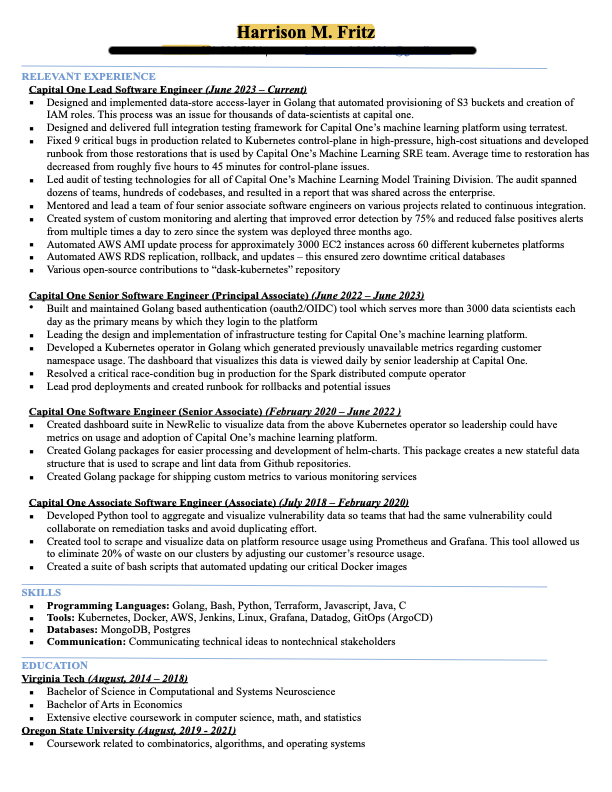 Harrison M. Fritz
RELEVANT EXPERIENCE
Capital One Lead Software Engineer (June 2023 – Current)
▪ Designed and implemented data-store access-layer in Golang that automated provisioning of S3 buckets and creation of
IAM roles. This process was an issue for thousands of data-scientists at capital one.
▪ Designed and delivered full integration testing framework for Capital One’s machine learning platform using terratest.
▪ Fixed 9 critical bugs in production related to Kubernetes control-plane in high-pressure, high-cost situations and developed
runbook from those restorations that is used by Capital One’s Machine Learning SRE team. Average time to restoration has
decreased from roughly five hours to 45 minutes for control-plane issues.
▪ Led audit of testing technologies for all of Capital One’s Machine Learning Model Training Division. The audit spanned
dozens of teams, hundreds of codebases, and resulted in a report that was shared across the enterprise.
▪ Mentored and lead a team of four senior associate software engineers on various projects related to continuous integration.
▪ Created system of custom monitoring and alerting that improved error detection by 75% and reduced false positives alerts
from multiple times a day to zero since the system was deployed three months ago.
▪ Automated AWS AMI update process for approximately 3000 EC2 instances across 60 different kubernetes platforms
▪ Automated AWS RDS replication, rollback, and updates – this ensured zero downtime critical databases
▪ Various open-source contributions to “dask-kubernetes” repository
Capital One Senior Software Engineer (Principal Associate) (June 2022 – June 2023)
• Built and maintained Golang based authentication (oauth2/OIDC) tool which serves more than 3000 data scientists each
day as the primary means by which they login to the platform
▪ Leading the design and implementation of infrastructure testing for Capital One’s machine learning platform.
▪ Developed a Kubernetes operator in Golang which generated previously unavailable metrics regarding customer
namespace usage. The dashboard that visualizes this data is viewed daily by senior leadership at Capital One.
▪ Resolved a critical race-condition bug in production for the Spark distributed compute operator
▪ Lead prod deployments and created runbook for rollbacks and potential issues
Capital One Software Engineer (Senior Associate) (February 2020 – June 2022 )
▪ Created dashboard suite in NewRelic to visualize data from the above Kubernetes operator so leadership could have
metrics on usage and adoption of Capital One’s machine learning platform.
▪ Created Golang packages for easier processing and development of helm-charts. This package creates a new stateful data
structure that is used to scrape and lint data from Github repositories.
▪ Created Golang package for shipping custom metrics to various monitoring services
Capital One Associate Software Engineer (Associate) (July 2018 – February 2020)
▪ Developed Python tool to aggregate and visualize vulnerability data so teams that had the same vulnerability could
collaborate on remediation tasks and avoid duplicating effort.
▪ Created tool to scrape and visualize data on platform resource usage using Prometheus and Grafana. This tool allowed us
to eliminate 20% of waste on our clusters by adjusting our customer’s resource usage.
▪ Created a suite of bash scripts that automated updating our critical Docker images
SKILLS
▪ Programming Languages: Golang, Bash, Python, Terraform, Javascript, Java, C
▪ Tools: Kubernetes, Docker, AWS, Jenkins, Linux, Grafana, Datadog, GitOps (ArgoCD)
▪ Databases: MongoDB, Postgres
▪ Communication: Communicating technical ideas to nontechnical stakeholders
EDUCATION
Virginia Tech (August, 2014 – 2018)
▪ Bachelor of Science in Computational and Systems Neuroscience
▪ Bachelor of Arts in Economics
▪ Extensive elective coursework in computer science, math, and statistics
Oregon State University (August, 2019 - 2021)
▪ Coursework related to combinatorics, algorithms, and operating systems